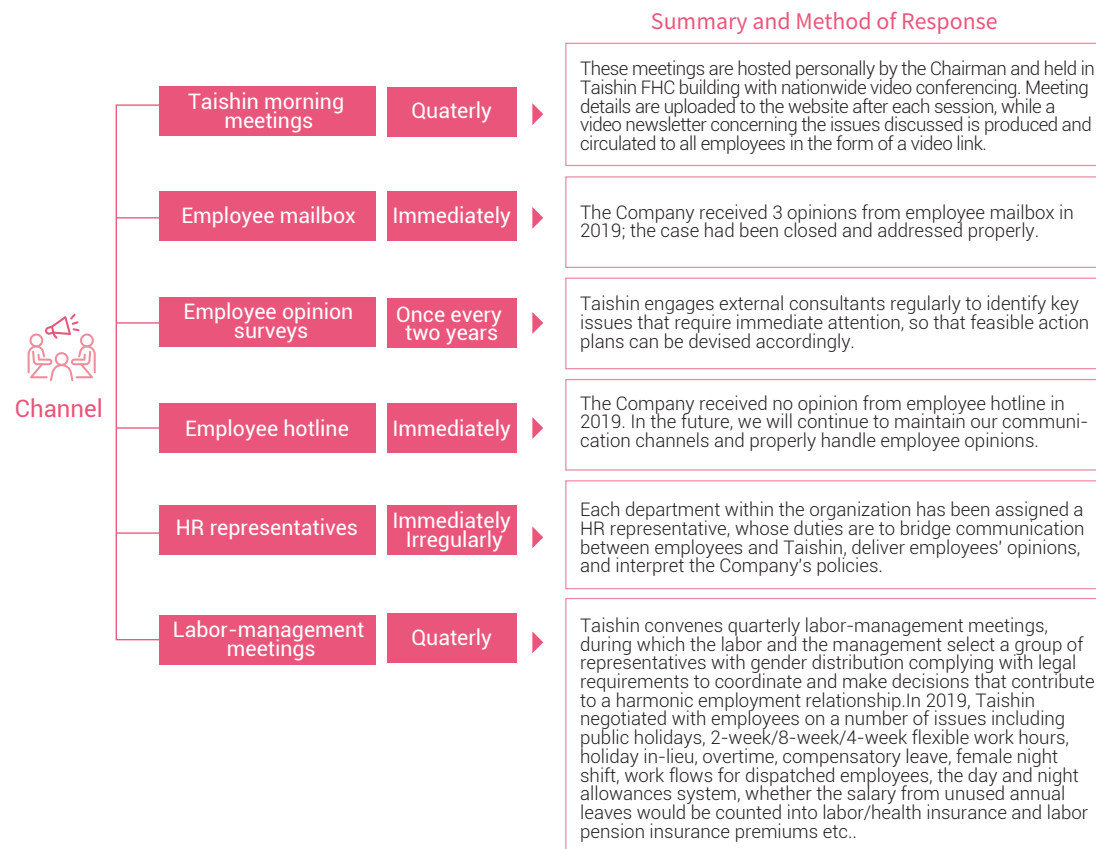 Summary and Method of Response
Channel
Taishin morning
meetings
Quaterly
These meetings are hosted personally by the Chairman and held in
Taishin FHC building with nationwide video conferencing. Meeting
details are uploaded to the website after each session, while a
video newsletter concerning the issues discussed is produced and
circulated to all employees in the form of a video link.
Employee mailbox
Immediately
The Company received 3 opinions from employee mailbox in
2019; the case had been closed and addressed properly.
Employee opinion
surveys
Once every
two years
Taishin engages external consultants regularly to identify key
issues that require immediate attention, so that feasible action
plans can be devised accordingly.
Employee hotline
Immediately
The Company received no opinion from employee hotline in
2019. In the future, we will continue to maintain our communi-
cation channels and properly handle employee opinions.
HR representatives
Immediately
Irregularly
Each department within the organization has been assigned a
HR representative, whose duties are to bridge communication
between employees and Taishin, deliver employees' opinions,
and interpret the Company's policies.
Labor-management
meetings
Quaterly
Taishin convenes quarterly labor-management meetings,
during which the labor and the management select a group of
representatives with gender distribution complying with legal
requirements to coordinate and make decisions that contribute
to a harmonic employment relationship.In 2019, Taishin
negotiated with employees on a number of issues including
public holidays, 2-week/8-week/4-week flexible work hours,
holiday in-lieu, overtime, compensatory leave, female night
shift, work flows for dispatched employees, the day and night
allowances system, whether the salary from unused annual
leaves would be counted into labor/health insurance and labor
pension insurance premiums etc..